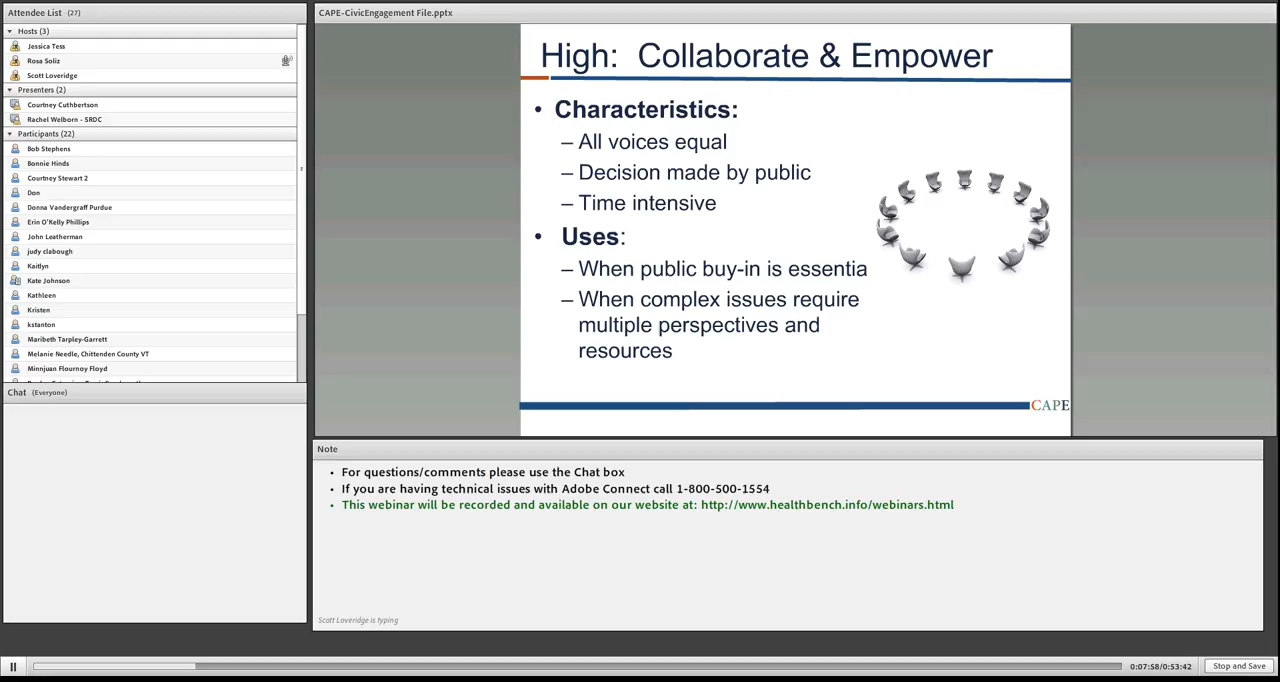 Attendee List (27)
Hosts (3)
Jessica Tess
Rosa Soliz
Scott Loveridge
Presenters (2)
Courtney Cuthbertson
Rachel Welborn - SRDC
Participants (22)
Bob Stephens
Bonnie Hinds
Courtney Stewart 2
Don
Donna Vandergraff Purdue
Erin O'Kelly Phillips
John Leatherman
judy clabough
Kaitlyn
Kate Johnson
Kathleen
Kristen
kstanton
Maribeth Tarpley-Garrett
Melanie Needle, Chittenden County VT
Minnjuan Flournoy Floyd
Chat (Everyone)
CAPE-CivicEngagement File.pptx
High: Collaborate & Empower
• Characteristics:
– All voices equal
– Decision made by public
– Time intensive
• Uses:
– When public buy-in is essentia
– When complex issues require
multiple perspectives and
resources
CAPE
Note
• For questions/comments please use the Chat box
• If you are having technical issues with Adobe Connect call 1-800-500-1554
• This webinar will be recorded and available on our website at: http://www.healthbench.info/webinars.html
Scott Loveridge is typing
0:07:58/0:53:42
Stop and Save